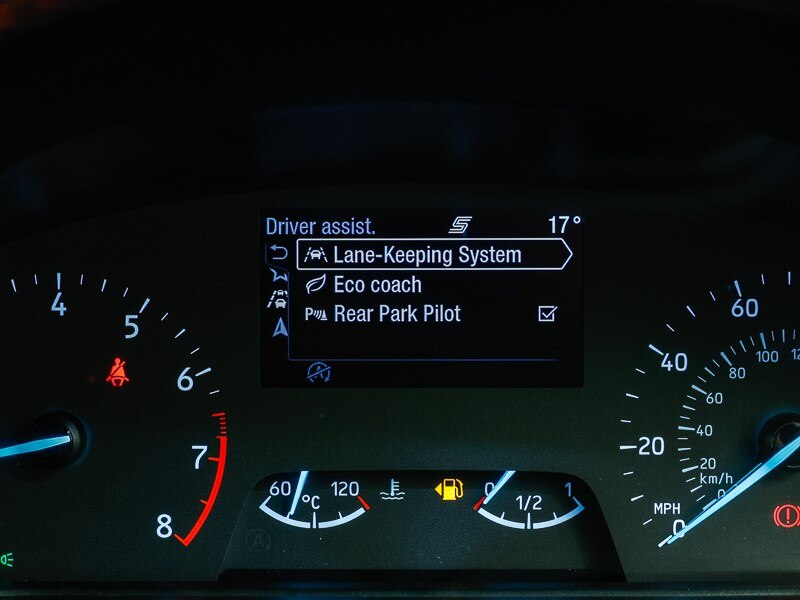 Driver assist. S 17°
Lane-Keeping System
Eco coach
P Rear Park Pilot
A
4
5
6
7
8
60 °C 120
0 1/2 1
A
60
40
20
MPH
0
100
80
60
40
20
km/h
0